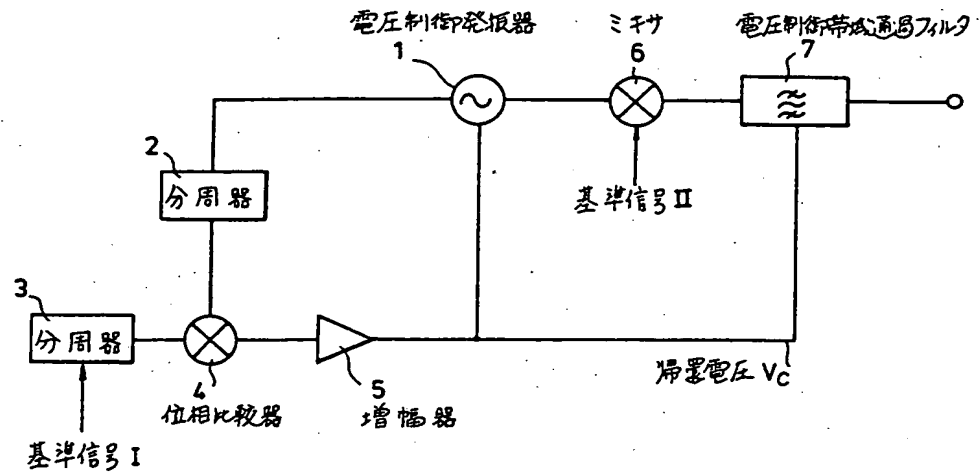 電圧制御発振器
1
ミキサ
6
電圧制御帯域通過フィルタ
7
2
分周器
基準信号II
3
分周器
4
位相比較器
5
増幅器
帰還電圧 Vc
基準信号 I